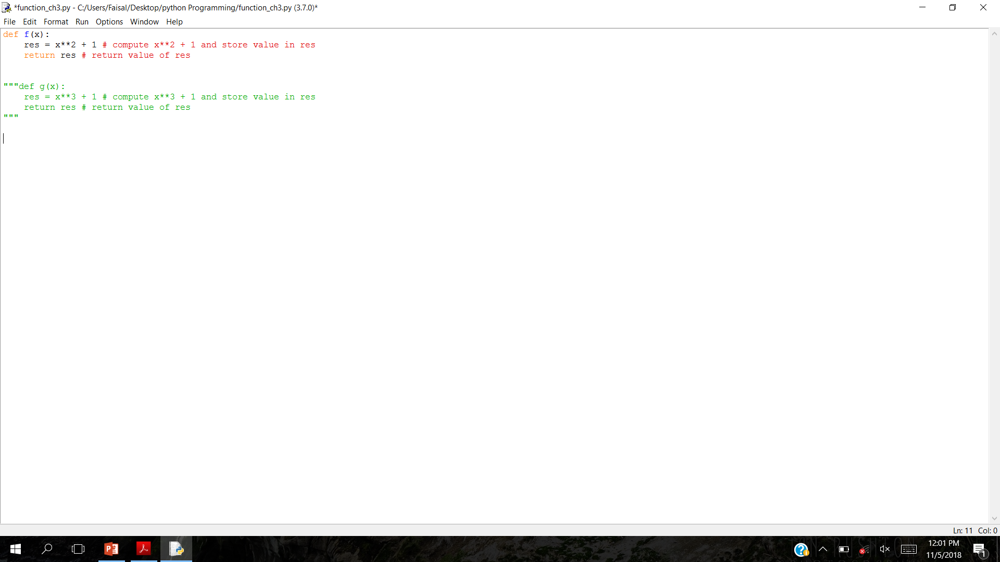 *function_ch3.py - C:/Users/Faisal/Desktop/python Programming/function_ch3.py (3.7.0)*
File Edit Format Run Options Window Help
def f(x):
    res = x**2 + 1 # compute x**2 + 1 and store value in res
    return res # return value of res
"""def g(x):
    res = x**3 + 1 # compute x**3 + 1 and store value in res
    return res # return value of res
"""
Ln: 11 Col: 0
12:01 PM
11/5/2018
1